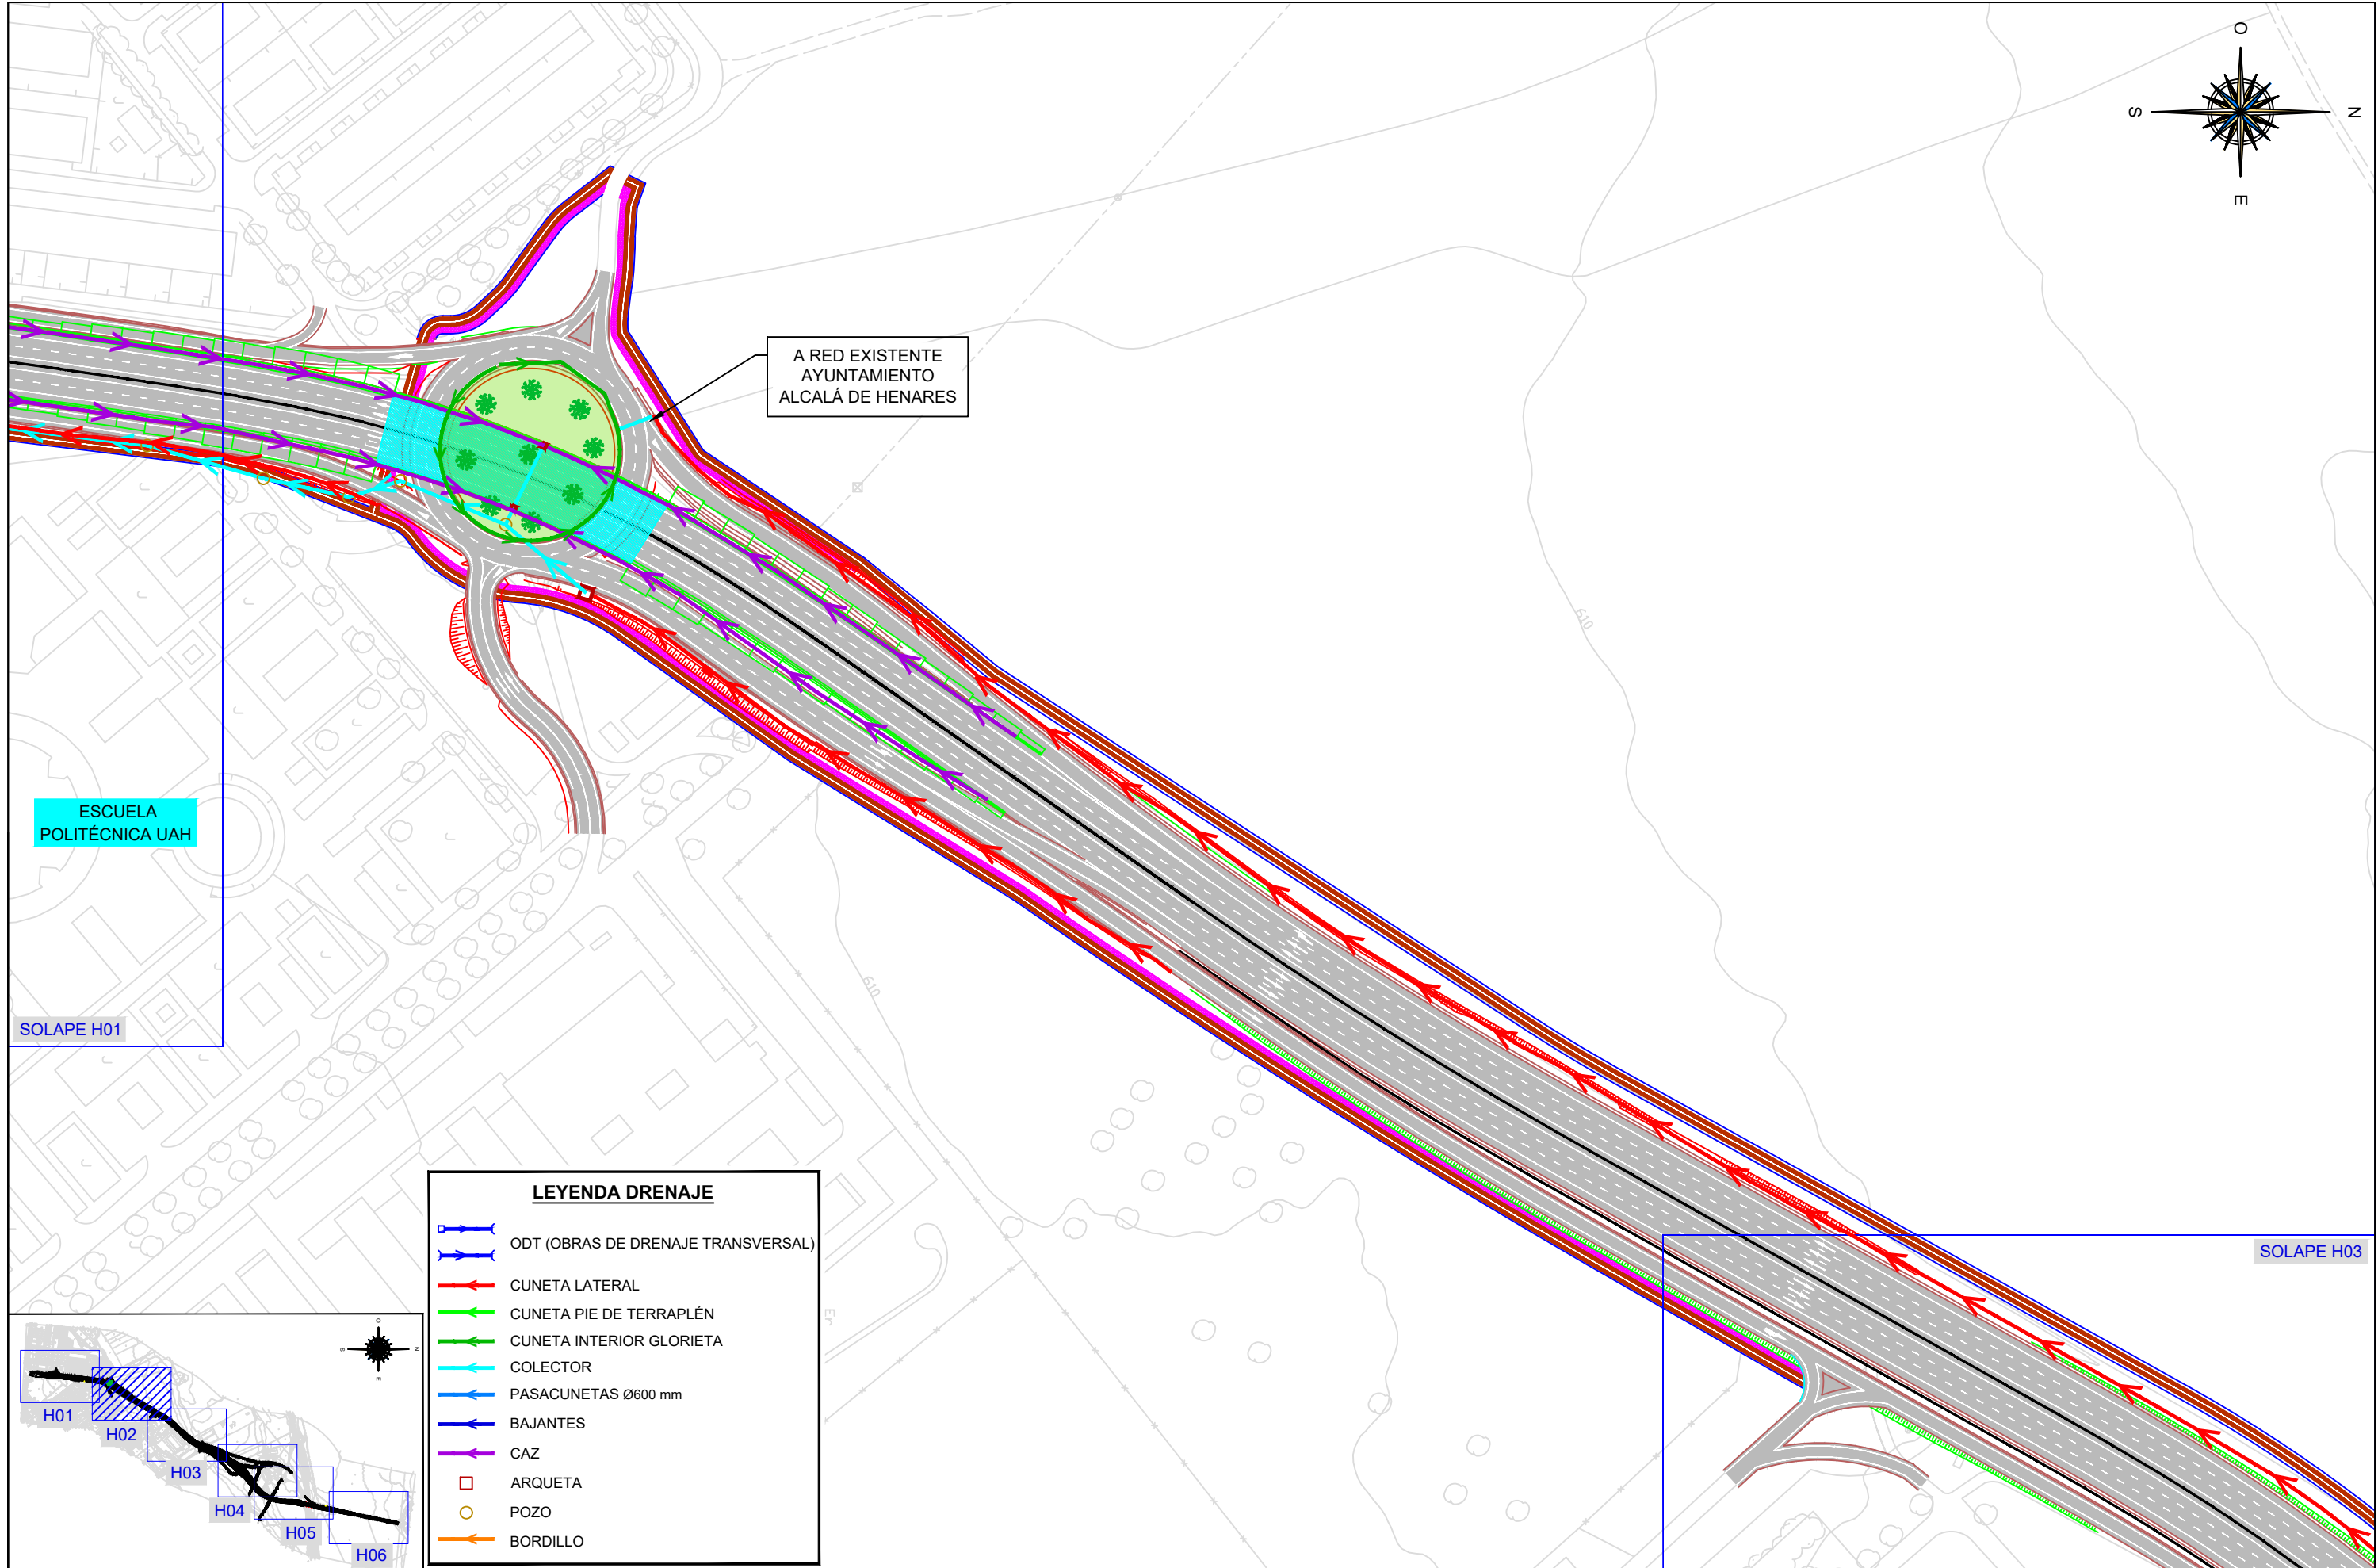 O
S
N
E
A RED EXISTENTE
AYUNTAMIENTO
ALCALÁ DE HENARES
610
ESCUELA
POLITÉCNICA UAH
610
SOLAPE H01
SOLAPE H03
LEYENDA DRENAJE
ODT (OBRAS DE DRENAJE TRANSVERSAL)
CUNETA LATERAL
CUNETA PIE DE TERRAPLÉN
CUNETA INTERIOR GLORIETA
COLECTOR
PASACUNETAS Ø600 mm
BAJANTES
CAZ
ARQUETA
POZO
BORDILLO
O
S
N
E
H01
H02
H03
H04
H05
H06